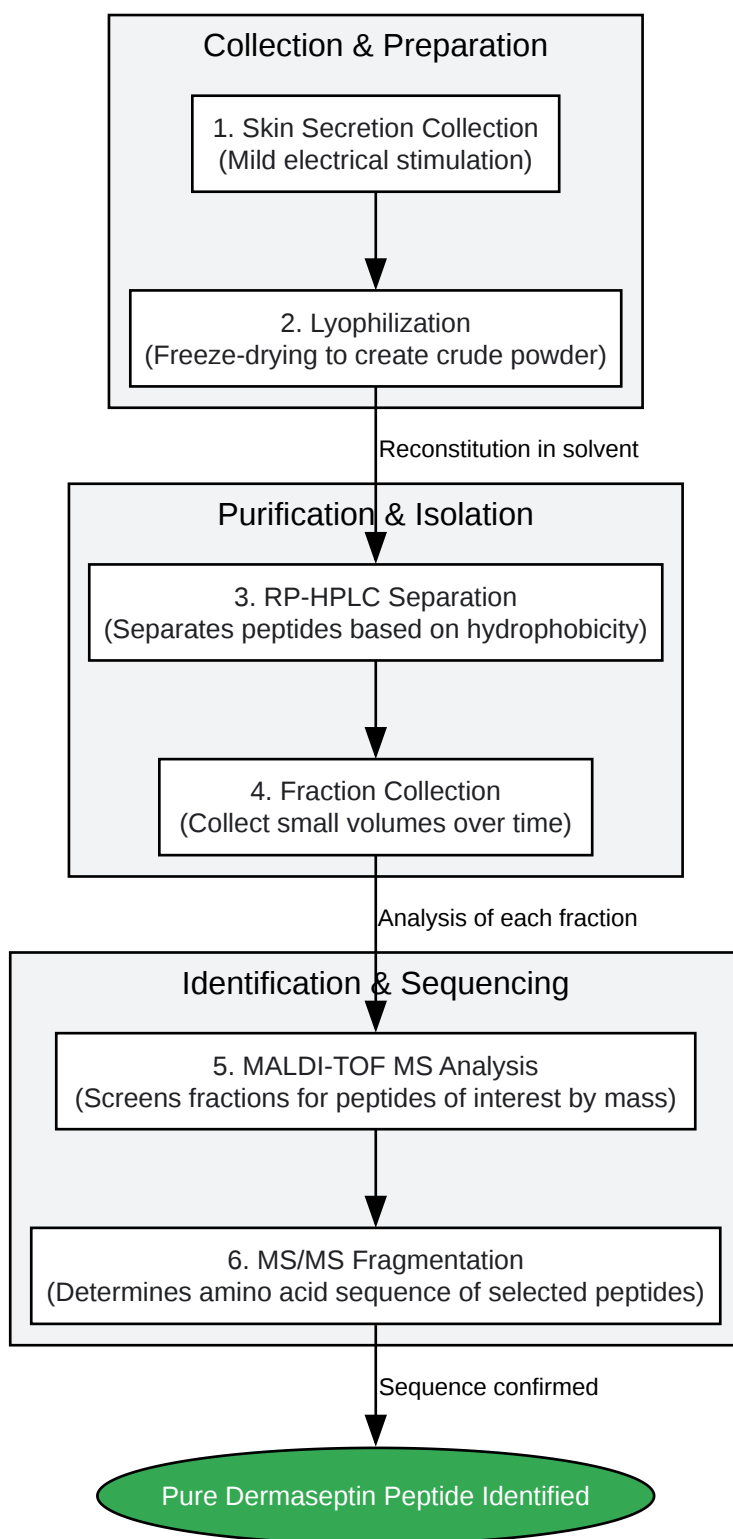 Collection & Preparation
1. Skin Secretion Collection
(Mild electrical stimulation)
2. Lyophilization
(Freeze-drying to create crude powder)
Reconstitution in solvent
Purification & Isolation
3. RP-HPLC Separation
(Separates peptides based on hydrophobicity)
4. Fraction Collection
(Collect small volumes over time)
Analysis of each fraction
Identification & Sequencing
5. MALDI-TOF MS Analysis
(Screens fractions for peptides of interest by mass)
6. MS/MS Fragmentation
(Determines amino acid sequence of selected peptides)
Sequence confirmed
Pure Dermaseptin Peptide Identified